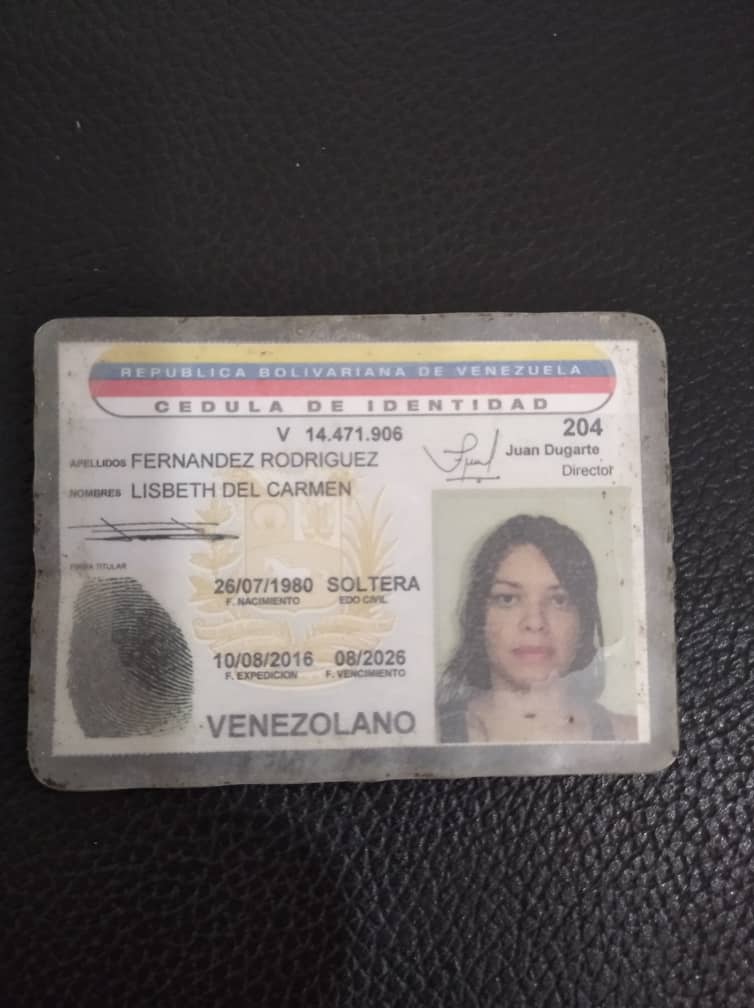 REPUBLICA BOLIVARIANA DE VENEZUELA
CEDULA DE IDENTIDAD
V 14.471.906
204
APELLIDOS FERNANDEZ RODRIGUEZ
Juan Dugarte
Director
NOMBRES LISBETH DEL CARMEN
FIRMA TITULAR
26/07/1980 SOLTERA
F. NACIMIENTO EDO CIVIL
10/08/2016 08/2026
F. EXPEDICION F. VENCIMIENTO
VENEZOLANO